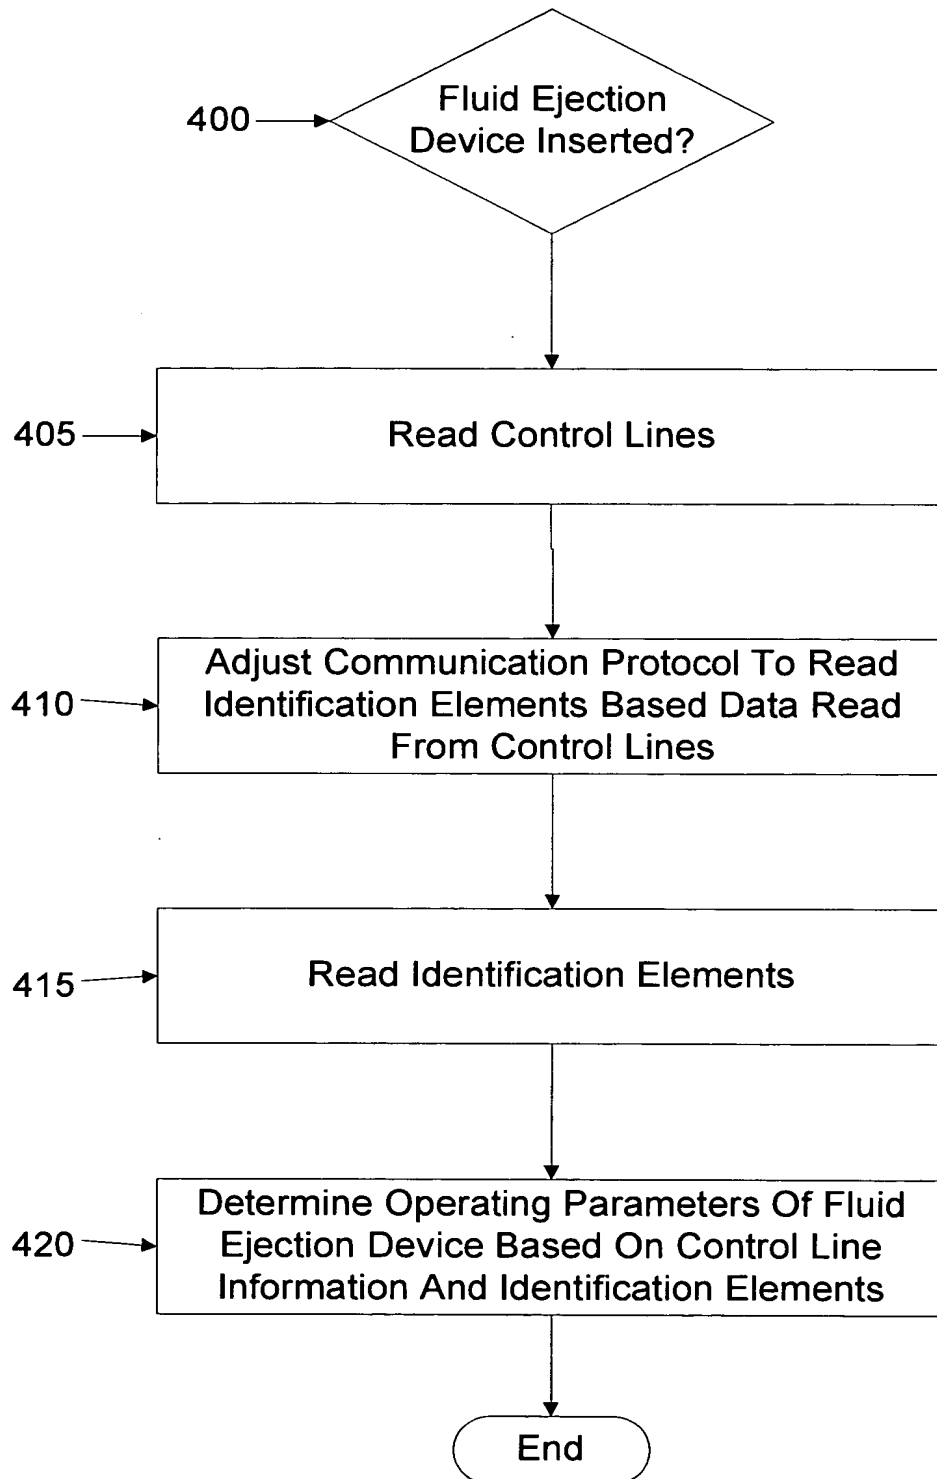 Fluid Ejection
400
Device Inserted?
405
Read Control Lines
Adjust Communication Protocol To Read
410
Identification Elements Based Data Read
From Control Lines
415
Read Identification Elements
Determine Operating Parameters Of Fluid
420
Ejection Device Based On Control Line
Information And Identification Elements
End